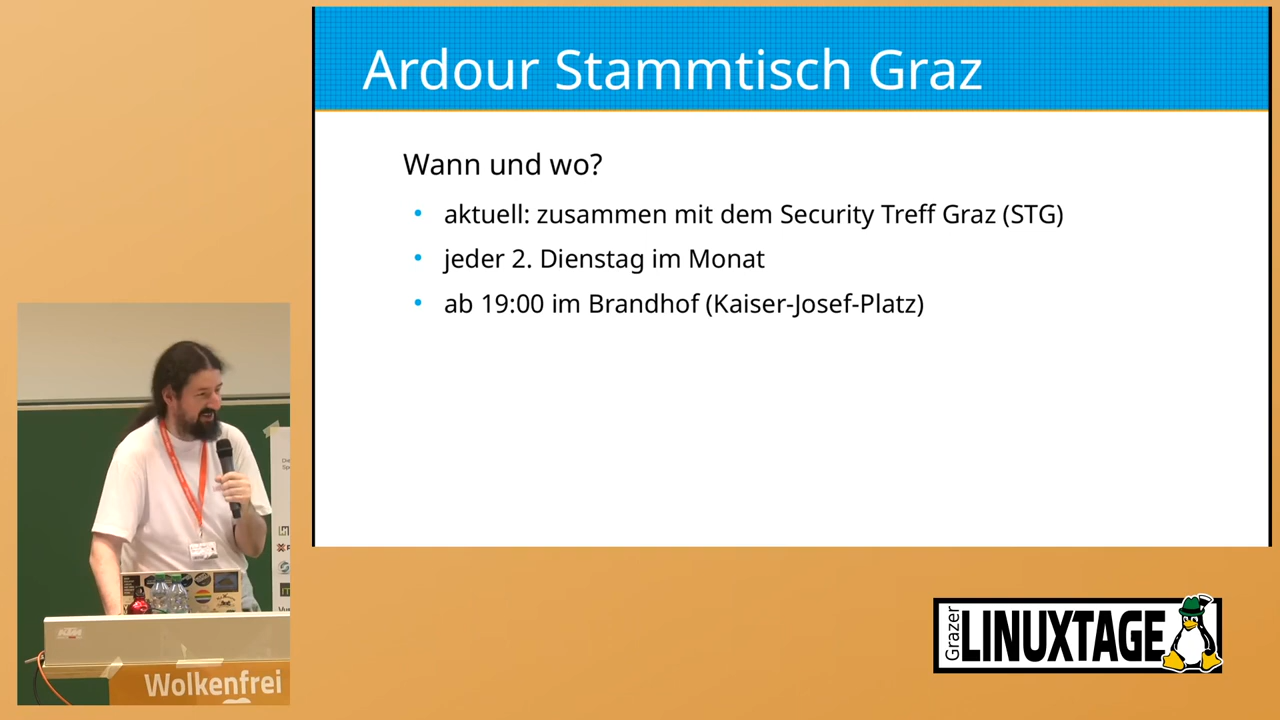 Ardour Stammtisch Graz
Wann und wo?
• aktuell: zusammen mit dem Security Treff Graz (STG)
• jeder 2. Dienstag im Monat
• ab 19:00 im Brandhof (Kaiser-Josef-Platz)
KTM
Wolkenfrei
Grazer
LINUXTAGE